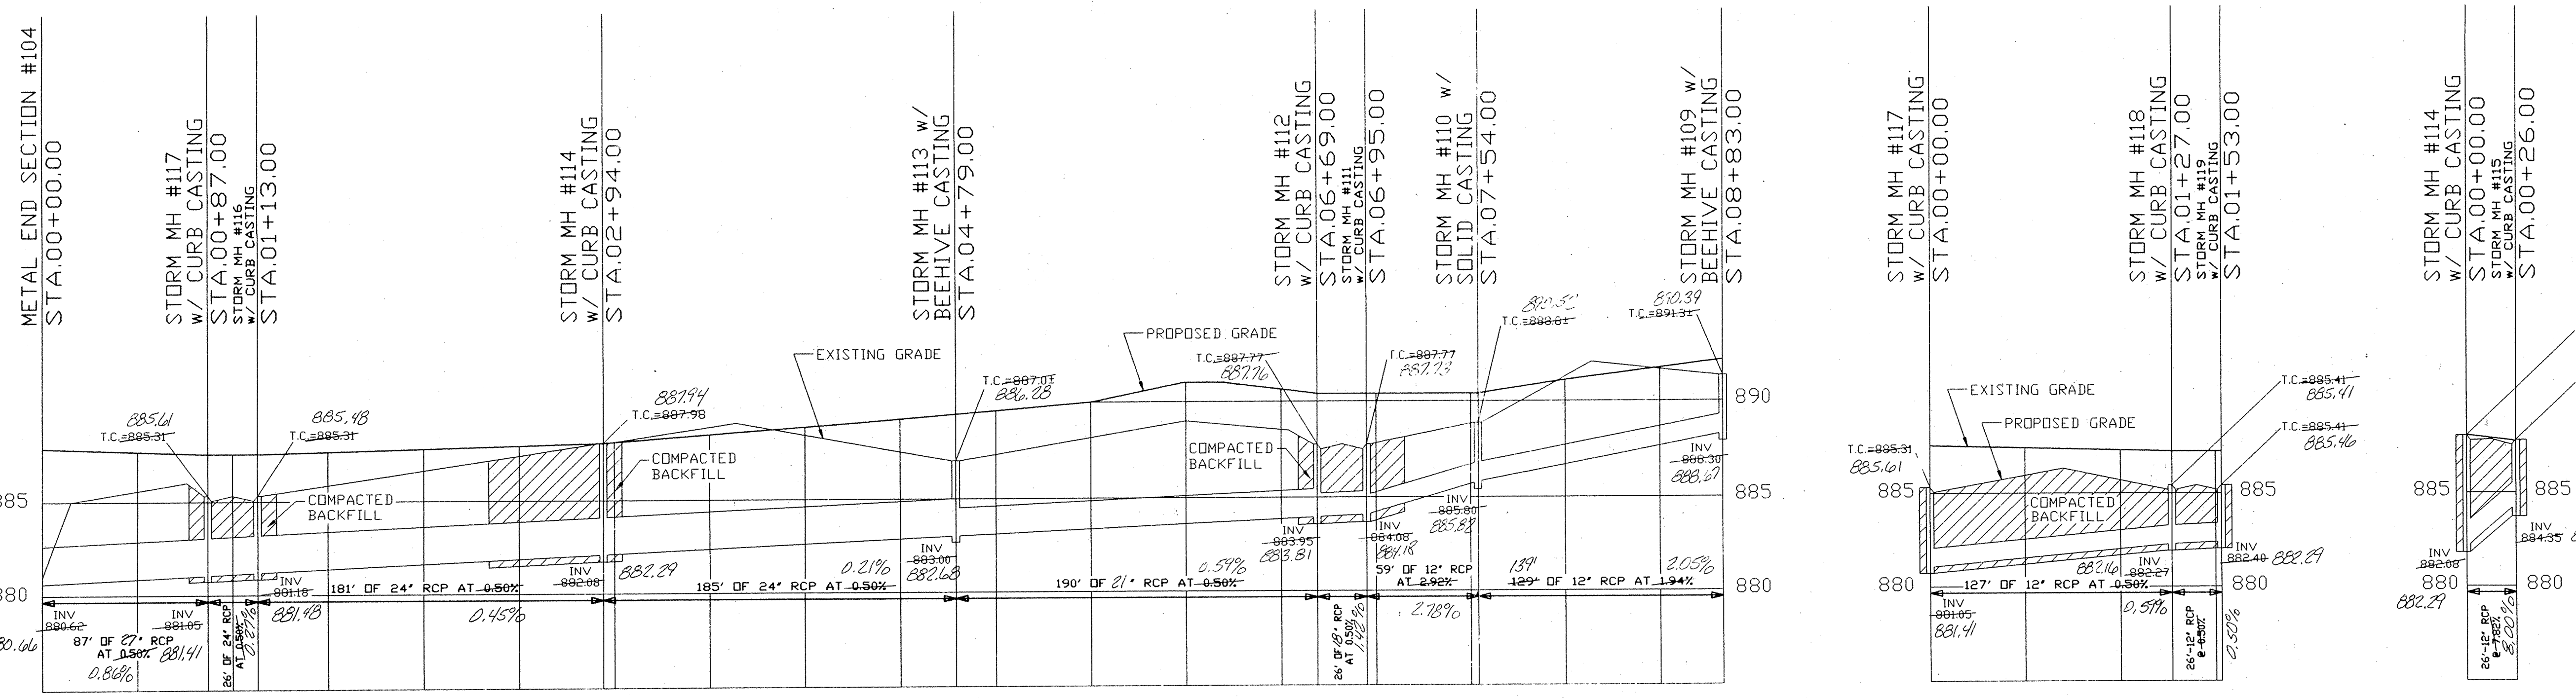 METAL END SECTION #104
STA.00+00.00
STORM MH #117
w/ CURB CASTING
STA.00+87.00
STORM MH #116
w/ CURB CASTING
STA.01+13.00
STORM MH #114
w/ CURB CASTING
STA.02+94.00
STORM MH #113 w/
BEEHIVE CASTING
STA.04+79.00
STORM MH #112
w/ CURB CASTING
STA.06+69.00
STORM MH #111
w/ CURB CASTING
STA.06+95.00
STORM MH #110 w/
SOLID CASTING
STA.07+54.00
STORM MH #109 w/
BEEHIVE CASTING
STA.08+83.00
885.61
T.C.=885.31
885.48
T.C.=885.31
887.94
T.C.=887.98
EXISTING GRADE
T.C.=887.0±
886.28
PROPOSED GRADE
T.C.=887.77
887.76
T.C.=887.77
887.73
T.C.=888.8±
890.39
T.C.=891.3±
890
885
885
880
880
COMPACTED
BACKFILL
COMPACTED
BACKFILL
COMPACTED
BACKFILL
INV
880.62
80.66
87' OF 27" RCP
AT 0.50%
0.86%
INV
881.05
881.41
26' OF 24" RCP
AT 0.50%
0.27%
INV
881.18
881.48
181' OF 24" RCP AT 0.50%
0.45%
INV
882.08
882.29
185' OF 24" RCP AT 0.50%
0.21%
INV
883.00
882.68
190' OF 21" RCP AT 0.50%
0.59%
INV
883.95
883.81
26' OF 18" RCP
AT 0.50%
1.42%
INV
884.08
884.18
59' OF 12" RCP
AT 2.92%
2.78%
INV
885.80
885.82
139'
129' OF 12" RCP AT 1.94%
2.05%
INV
888.30
888.67
STORM MH #117
w/ CURB CASTING
STA.00+00.00
STORM MH #118
w/ CURB CASTING
STA.01+27.00
STORM MH #119
w/ CURB CASTING
STA.01+53.00
EXISTING GRADE
PROPOSED GRADE
T.C.=885.31
885.61
T.C.=885.41
885.41
T.C.=885.41
885.46
885
885
COMPACTED
BACKFILL
880
880
127' OF 12" RCP AT 0.50%
0.59%
INV
881.05
881.41
INV
882.27
882.16
INV
882.40 882.29
26'-12" RCP
@ 0.50%
0.50%
STORM MH #114
w/ CURB CASTING
STA.00+00.00
STORM MH #115
w/ CURB CASTING
STA.00+26.00
885
885
880
880
INV
882.08
882.29
INV
884.35
26'-12" RCP
@ 7.82%
8.00%